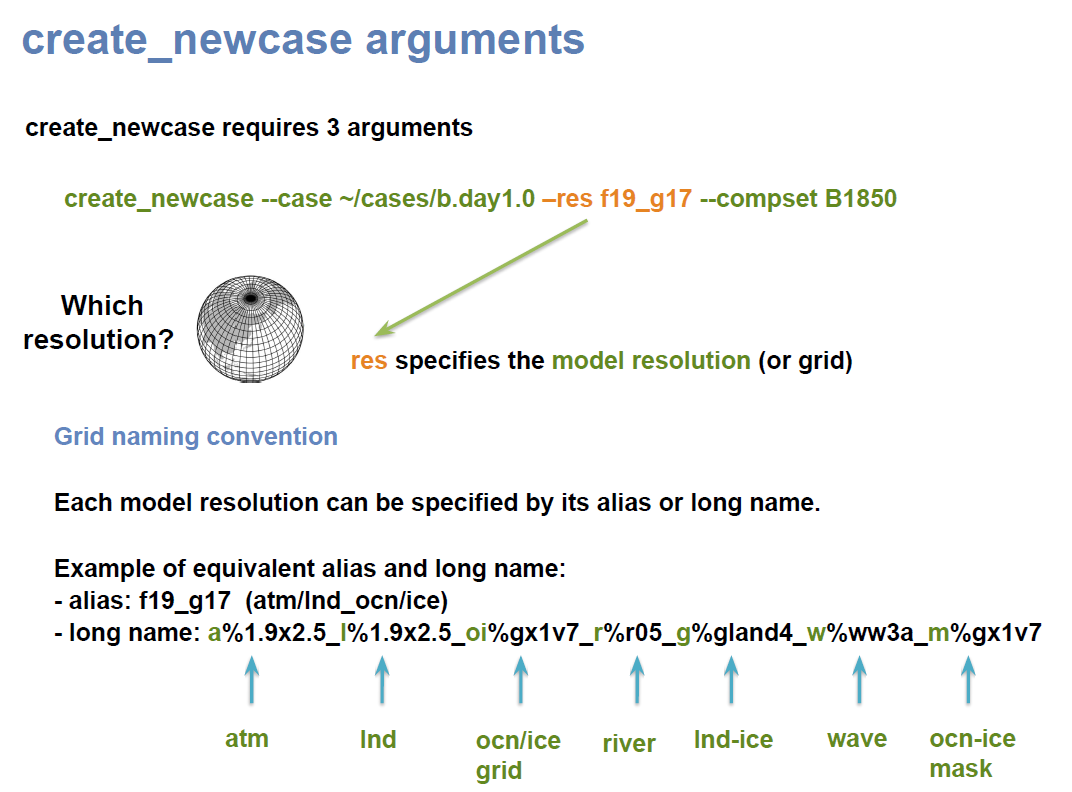 create_newcase arguments
create_newcase requires 3 arguments
create_newcase --case ~/cases/b.day1.0 –res f19_g17 --compset B1850
Which
resolution?
res specifies the model resolution (or grid)
Grid naming convention
Each model resolution can be specified by its alias or long name.
Example of equivalent alias and long name:
- alias: f19_g17 (atm/lnd_ocn/ice)
- long name: a%1.9x2.5_l%1.9x2.5_oi%gx1v7_r%r05_g%gland4_w%ww3a_m%gx1v7
atm lnd ocn/ice river lnd-ice wave ocn-ice
grid mask